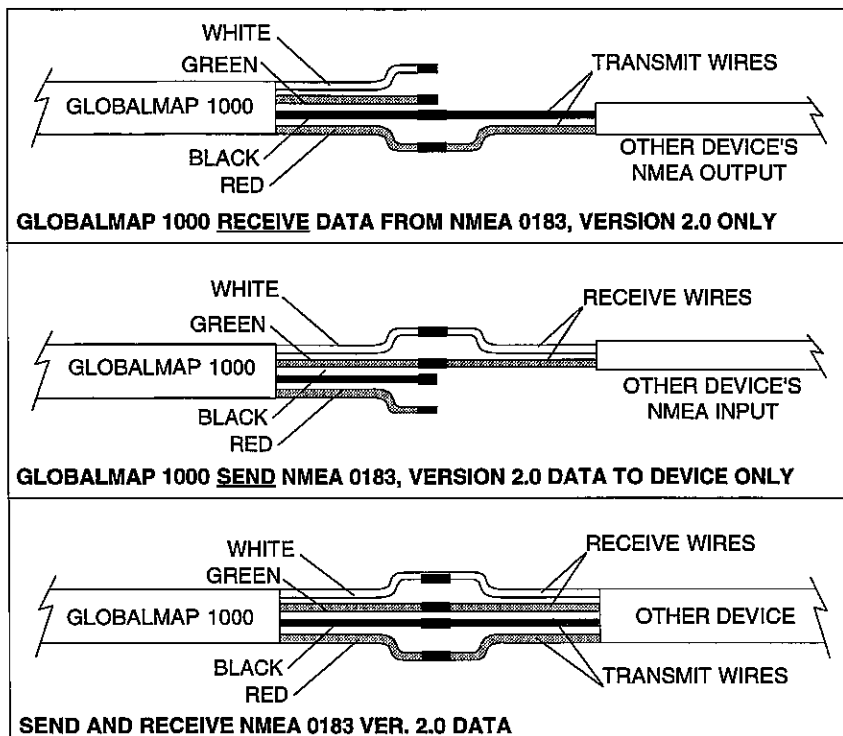 WHITE
GREEN
TRANSMIT WIRES
GLOBALMAP 1000
BLACK
RED
OTHER DEVICE'S
NMEA OUTPUT
GLOBALMAP 1000 RECEIVE DATA FROM NMEA 0183, VERSION 2.0 ONLY
WHITE
RECEIVE WIRES
GREEN
GLOBALMAP 1000
BLACK
RED
OTHER DEVICE'S
NMEA INPUT
GLOBALMAP 1000 SEND NMEA 0183, VERSION 2.0 DATA TO DEVICE ONLY
WHITE
RECEIVE WIRES
GREEN
GLOBALMAP 1000
OTHER DEVICE
BLACK
RED
TRANSMIT WIRES
SEND AND RECEIVE NMEA 0183 VER. 2.0 DATA